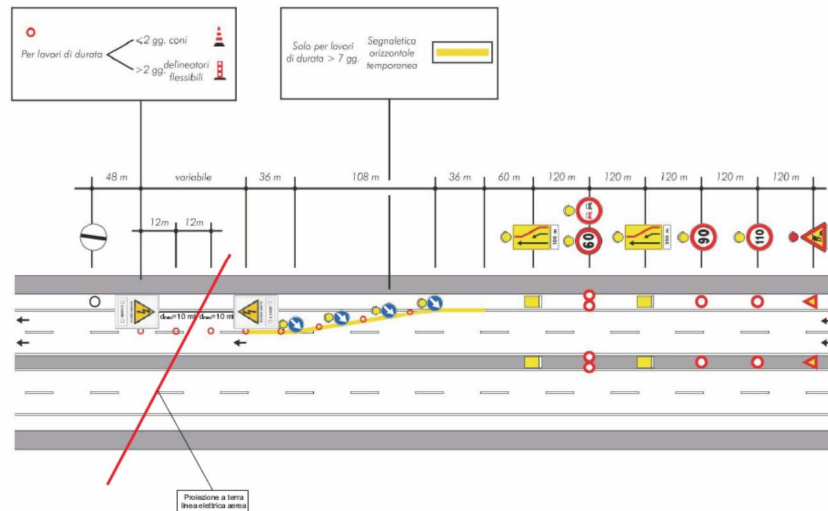 Per lavori di durata
<2 gg. coni
>2 gg. delineatori
flessibili
Solo per lavori
di durata > 7 gg.
Segnaletica
orizzontale
temporanea
48 m
variabile
36 m
108 m
36 m
60 m
120 m
120 m
120 m
120 m
120 m
12m
12m
60
90
110
dmax=10 m
dmax=10 m
Proiezione a terra
linea elettrica aerea